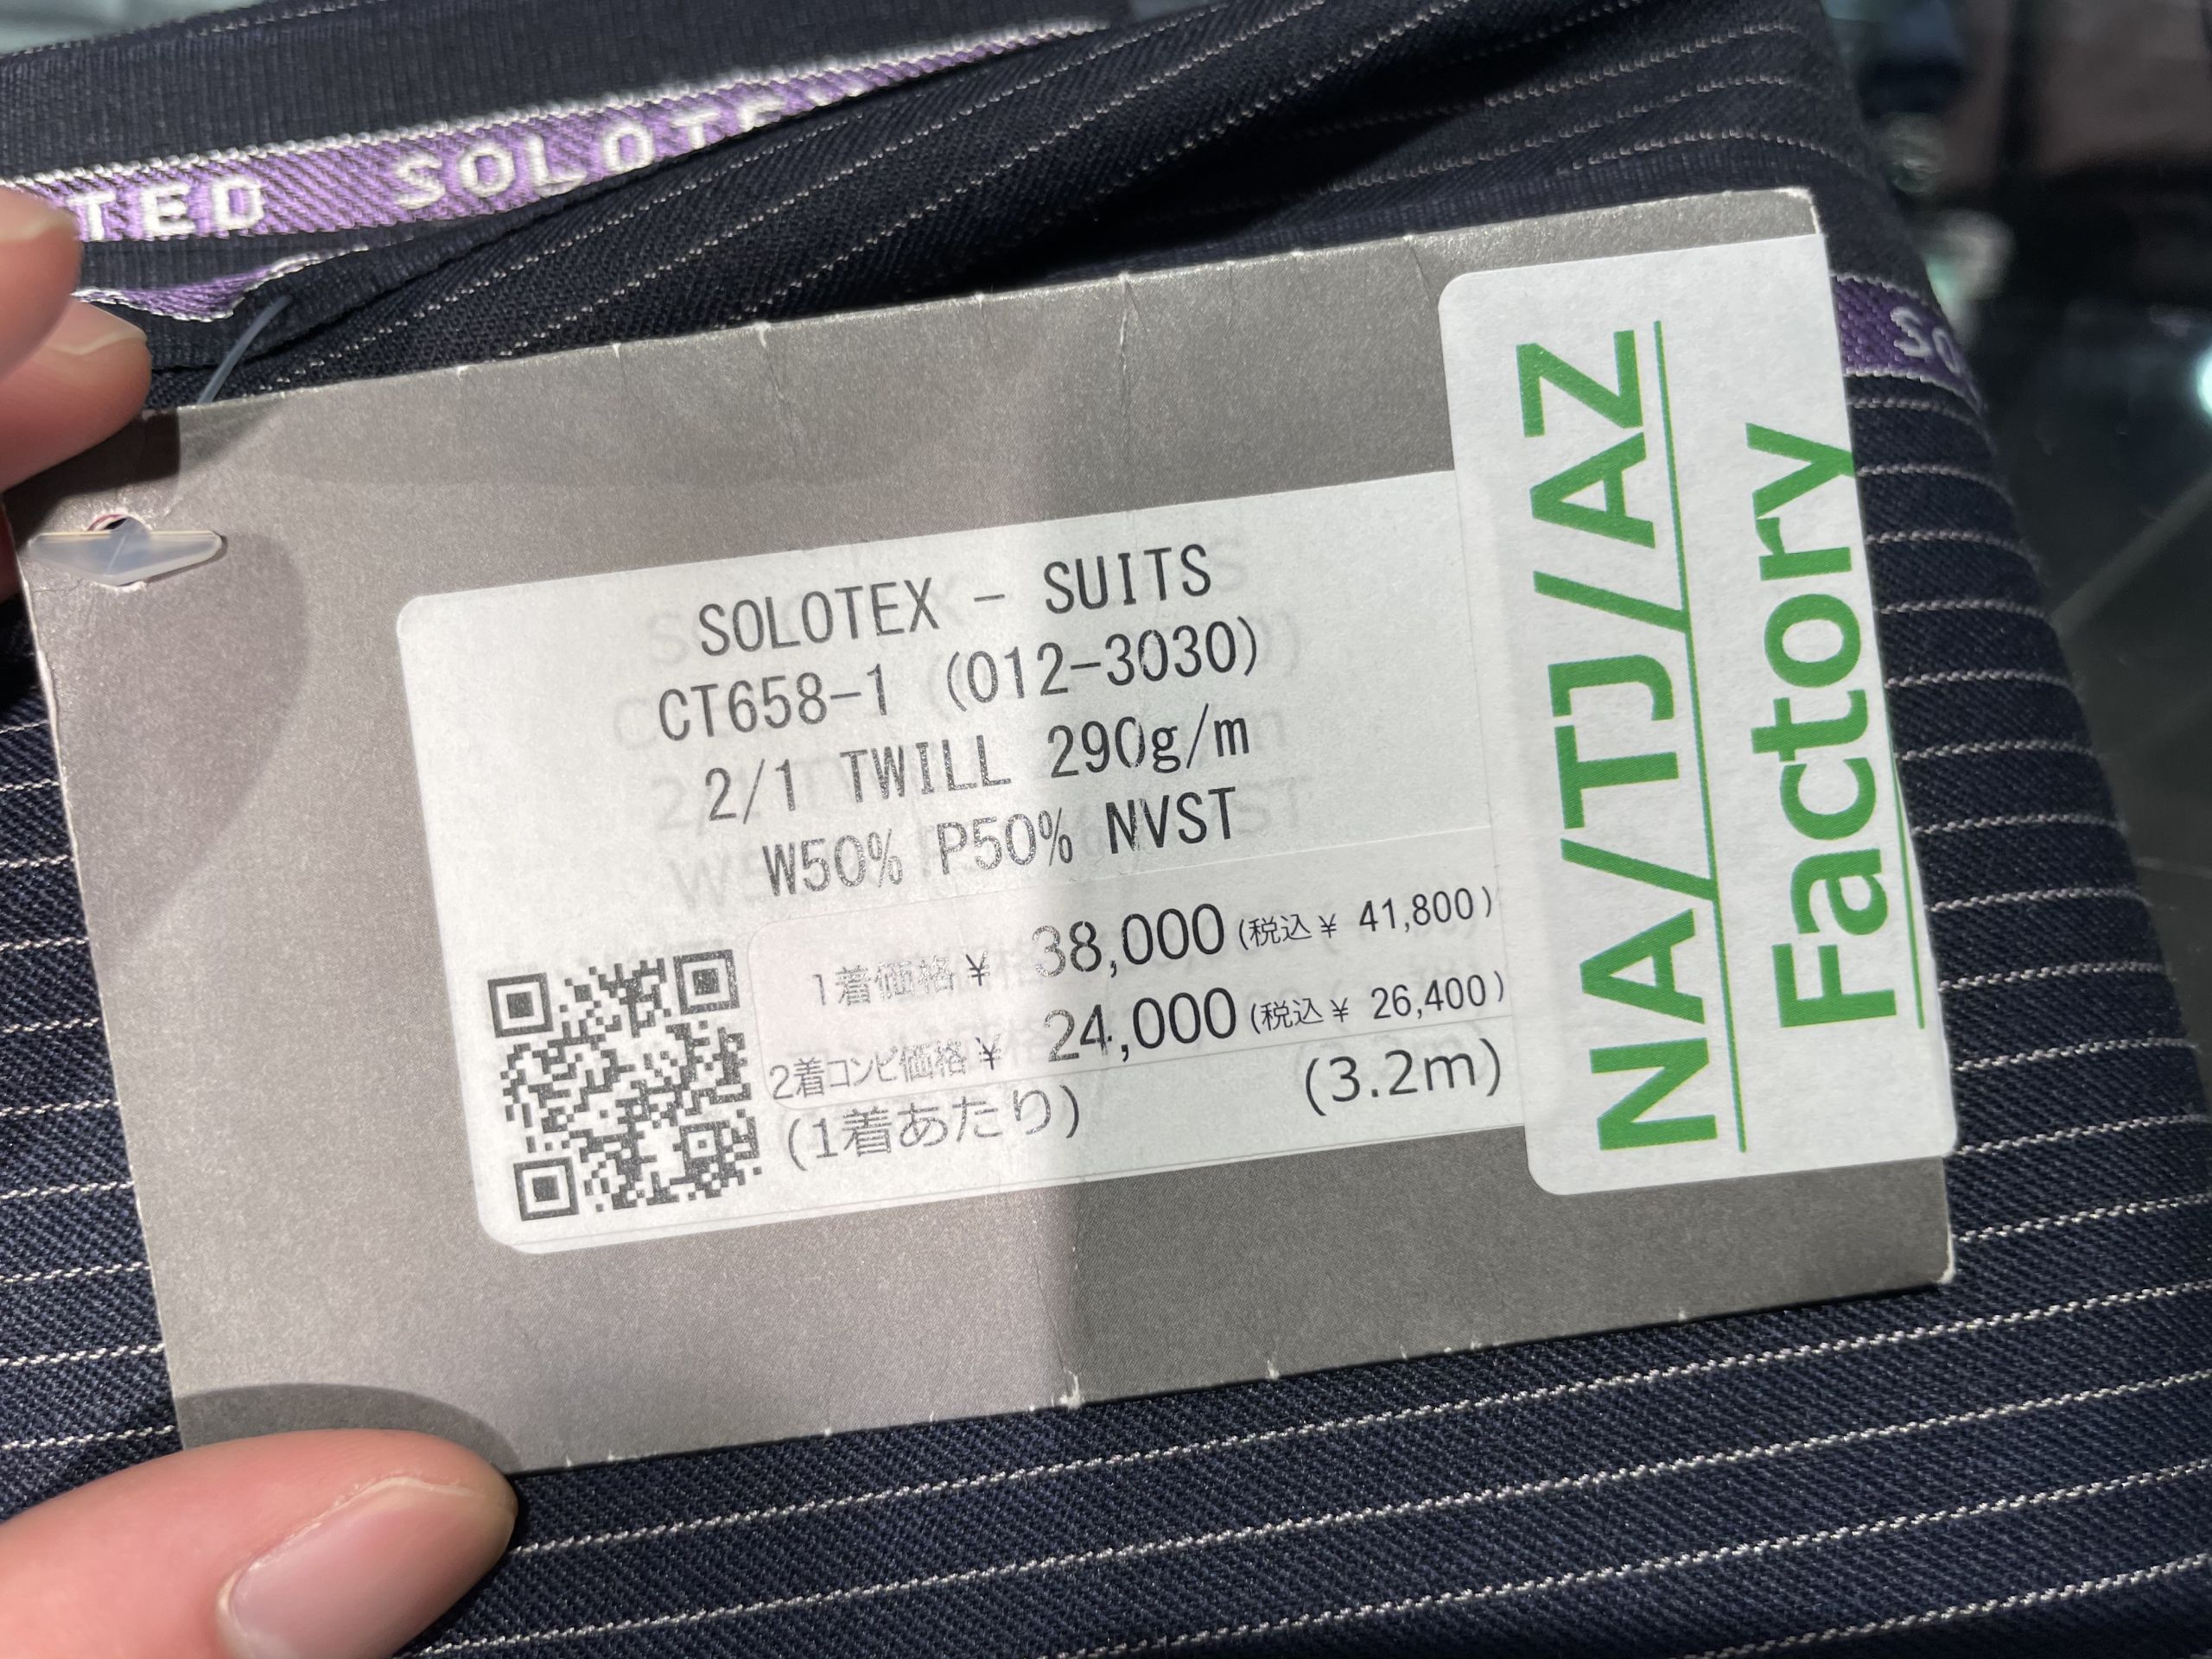 TED SOLOTE
SO
SOLOTEX - SUITS
CT658-1 (012-3030)
2/1 TWILL 290g/m
W50% P50% NVST
1着価格¥ 38,000(税込¥ 41,800)
2着コンビ価格¥ 24,000(税込¥ 26,400)
(1着あたり) (3.2m)
NA/TJ/AZ
Factory